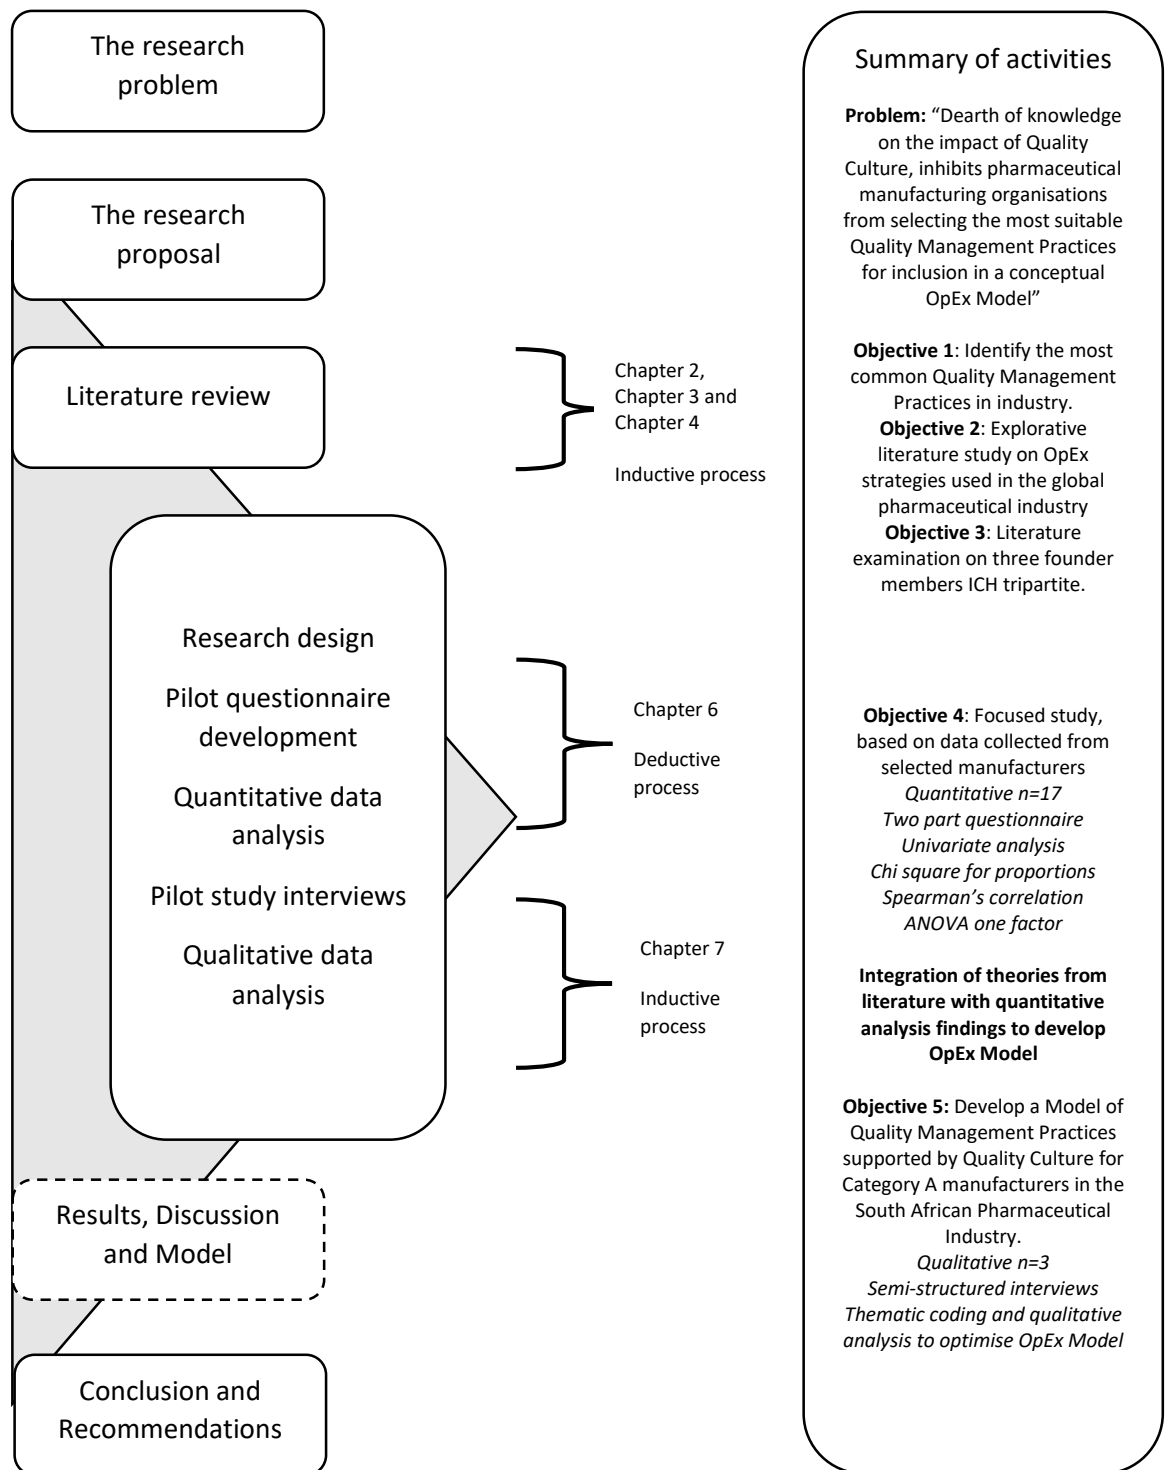 The research
problem
The research
proposal
Literature review
Research design
Pilot questionnaire
development
Quantitative data
analysis
Pilot study interviews
Qualitative data
analysis
Results, Discussion
and Model
Conclusion and
Recommendations
Chapter 2,
Chapter 3 and
Chapter 4
Inductive process
Chapter 6
Deductive
process
Chapter 7
Inductive
process
Summary of activities
Problem: “Dearth of knowledge
on the impact of Quality
Culture, inhibits pharmaceutical
manufacturing organisations
from selecting the most suitable
Quality Management Practices
for inclusion in a conceptual
OpEx Model”
Objective 1: Identify the most
common Quality Management
Practices in industry.
Objective 2: Explorative
literature study on OpEx
strategies used in the global
pharmaceutical industry
Objective 3: Literature
examination on three founder
members ICH tripartite.
Objective 4: Focused study,
based on data collected from
selected manufacturers
Quantitative n=17
Two part questionnaire
Univariate analysis
Chi square for proportions
Spearman’s correlation
ANOVA one factor
Integration of theories from
literature with quantitative
analysis findings to develop
OpEx Model
Objective 5: Develop a Model of
Quality Management Practices
supported by Quality Culture for
Category A manufacturers in the
South African Pharmaceutical
Industry.
Qualitative n=3
Semi-structured interviews
Thematic coding and qualitative
analysis to optimise OpEx Model